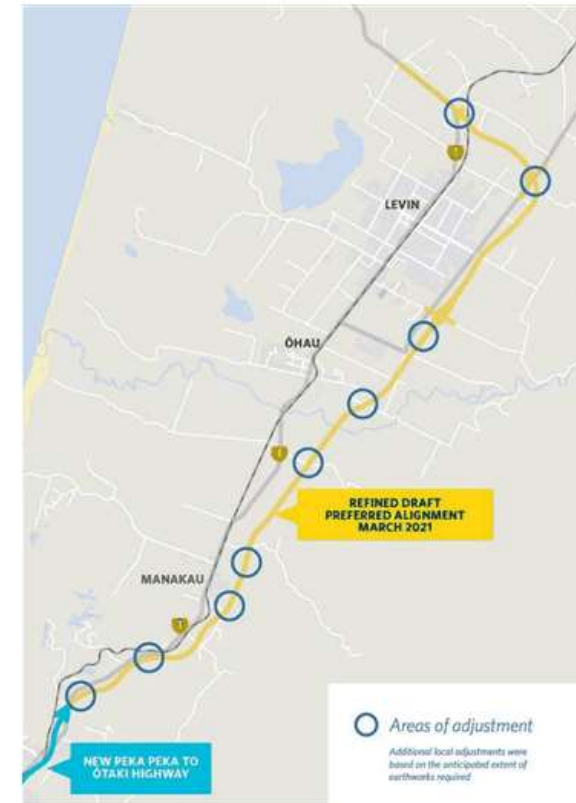 LEVIN
ŌHAU
REFINED DRAFT
PREFERRED ALIGNMENT
MARCH 2021
MANAKAU
1
NEW PEKA PEKA TO
ŌTAKI HIGHWAY
Areas of adjustment
Additional local adjustments were
based on the anticipated extent of
earthworks required